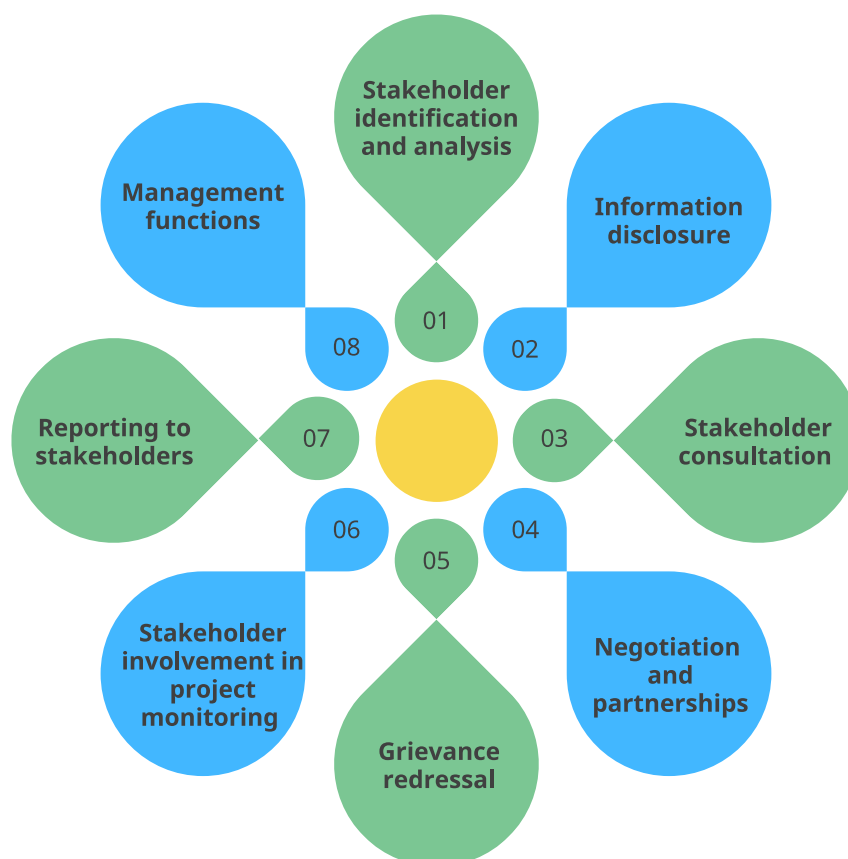 Stakeholder
identification
and analysis
01
Information
disclosure
02
Stakeholder
consultation
03
Negotiation
and
partnerships
04
Grievance
redressal
05
Stakeholder
involvement in
project
monitoring
06
Reporting to
stakeholders
07
Management
functions
08